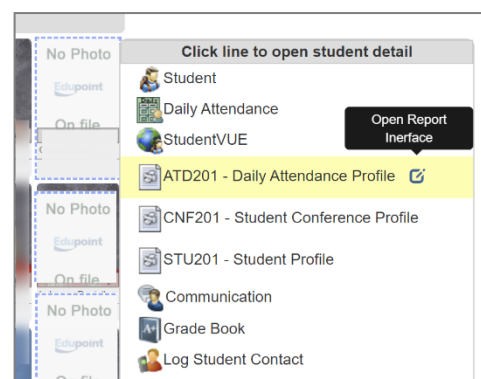 Click line to open student detail
No Photo
Edupoint
On file
Student
Daily Attendance
StudentVUE
Open Report
Inerface
ATD201 - Daily Attendance Profile
No Photo
Edupoint
On file
CNF201 - Student Conference Profile
STU201 - Student Profile
Communication
No Photo
Edupoint
Grade Book
Log Student Contact